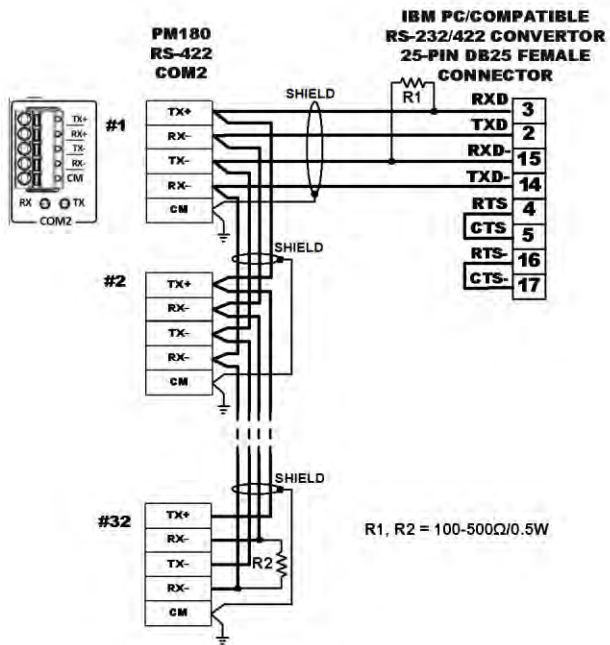 IBM PC/COMPATIBLE
RS-232/422 CONVERTOR
25-PIN DB25 FEMALE
CONNECTOR
PM180
RS-422
COM2
#1
TX+
RX+
TX-
RX-
CM
RX
TX
COM2
TX+
RX-
TX-
RX-
CM
SHIELD
R1
RXD
3
TXD
2
RXD-
15
TXD-
14
RTS
4
CTS
5
RTS-
16
CTS-
17
#2
SHIELD
TX+
RX-
TX-
RX-
CM
#32
SHIELD
TX+
RX-
TX-
RX-
CM
R2
R1, R2 = 100-500Ω/0.5W